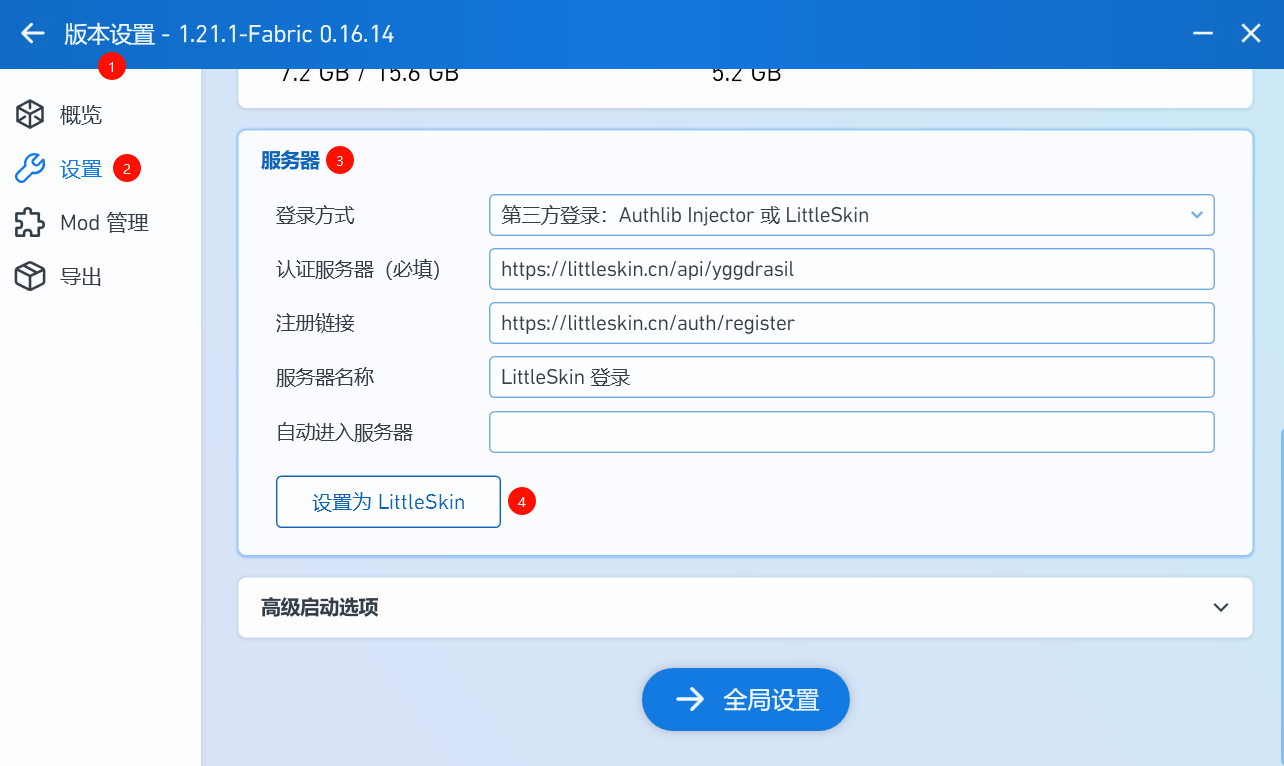 版本设置 - 1.21.1-Fabric 0.16.14
1
概览
设置 2
Mod 管理
导出
7.2 GB / 15.6 GB 5.2 GB
服务器 3
登录方式 第三方登录：Authlib Injector 或 LittleSkin
认证服务器（必填） https://littleskin.cn/api/yggdrasil
注册链接 https://littleskin.cn/auth/register
服务器名称 LittleSkin 登录
自动进入服务器
设置为 LittleSkin 4
高级启动选项
全局设置